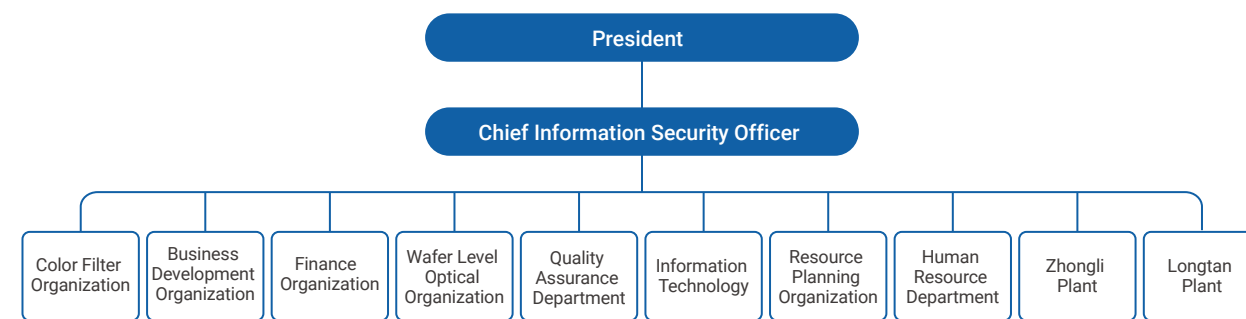 President
Chief Information Security Officer
Color Filter
Organization
Business
Development
Organization
Finance
Organization
Wafer Level
Optical
Organization
Quality
Assurance
Department
Information
Technology
Resource
Planning
Organization
Human
Resource
Department
Zhongli
Plant
Longtan
Plant